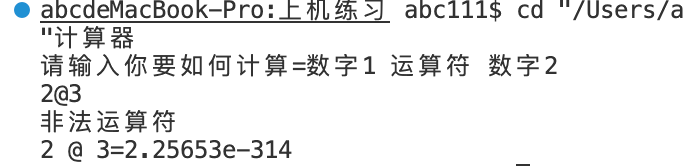 abcdeMacBook-Pro:上机练习 abc111$ cd "/Users/a
"计算器
请输入你要如何计算=数字1 运算符 数字2
2@3
非法运算符
2 @ 3=2.25653e-314